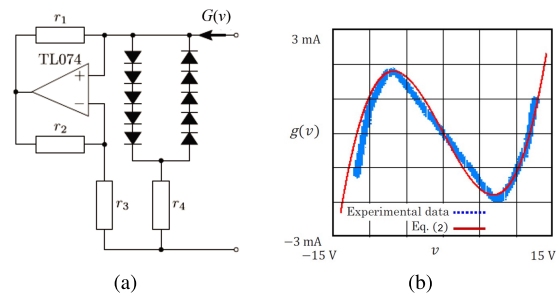 G(v)
r₁
TL074
+
−
r₂
r₃
r₄
(a)
3 mA
g(v)
Experimental data
Eq. (2)
−3 mA
−15 V
v
15 V
(b)